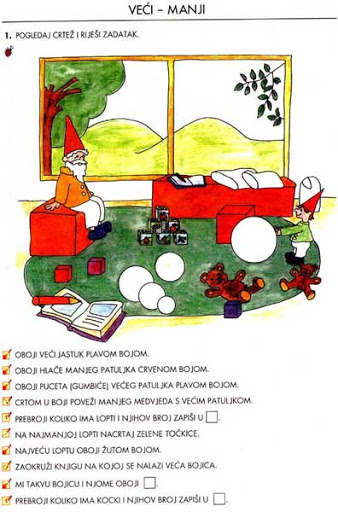 VEĆI – MANJI
1. POGLEDAJ CRTEŽ I RIJEŠI ZADATAK.
OBOJI VEĆI JASTUK PLAVOM BOJOM.
OBOJI HLAČE MANJEG PATULJKA CRVENOM BOJOM.
OBOJI PUCETA (GUMBIĆE) VEĆEG PATULJKA PLAVOM BOJOM.
CRTOM U BOJI POVEŽI MANJEG MEDVJEDA S VEĆIM PATULJKOM.
PREBROJI KOLIKO IMA LOPTI I NJIHOV BROJ ZAPIŠI U .
NA NAJMANJOJ LOPTI NACRTAJ ZELENE TOČKICE.
NAJVEĆU LOPTU OBOJI ŽUTOM BOJOM.
ZAOKRUŽI KNJIGU NA KOJOJ SE NALAZI VEĆA BOJICA.
MI TAKVU BOJICU I NJOME OBOJI .
PREBROJI KOLIKO IMA KOCKI I NJIHOV BROJ ZAPIŠI U .